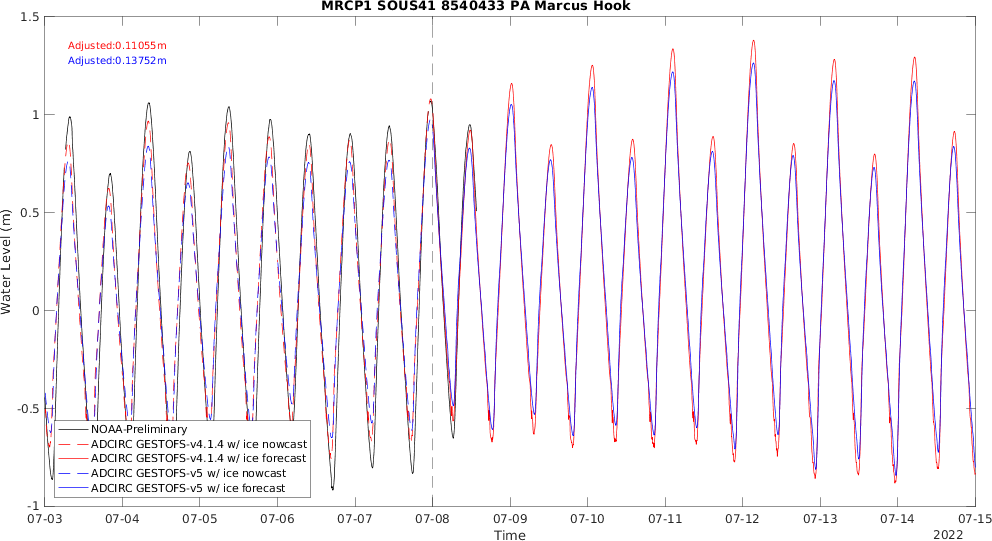 MRCP1 SOUS41 8540433 PA Marcus Hook
Adjusted:0.11055m
Adjusted:0.13752m
Water Level (m)
1.5
1
0.5
0
-0.5
-1
NOAA-Preliminary
ADCIRC GESTOFS-v4.1.4 w/ ice nowcast
ADCIRC GESTOFS-v4.1.4 w/ ice forecast
ADCIRC GESTOFS-v5 w/ ice nowcast
ADCIRC GESTOFS-v5 w/ ice forecast
07-03 07-04 07-05 07-06 07-07 07-08 07-09 07-10 07-11 07-12 07-13 07-14 07-15
Time
2022